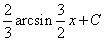 2/3 arcsin 3/2 x + C